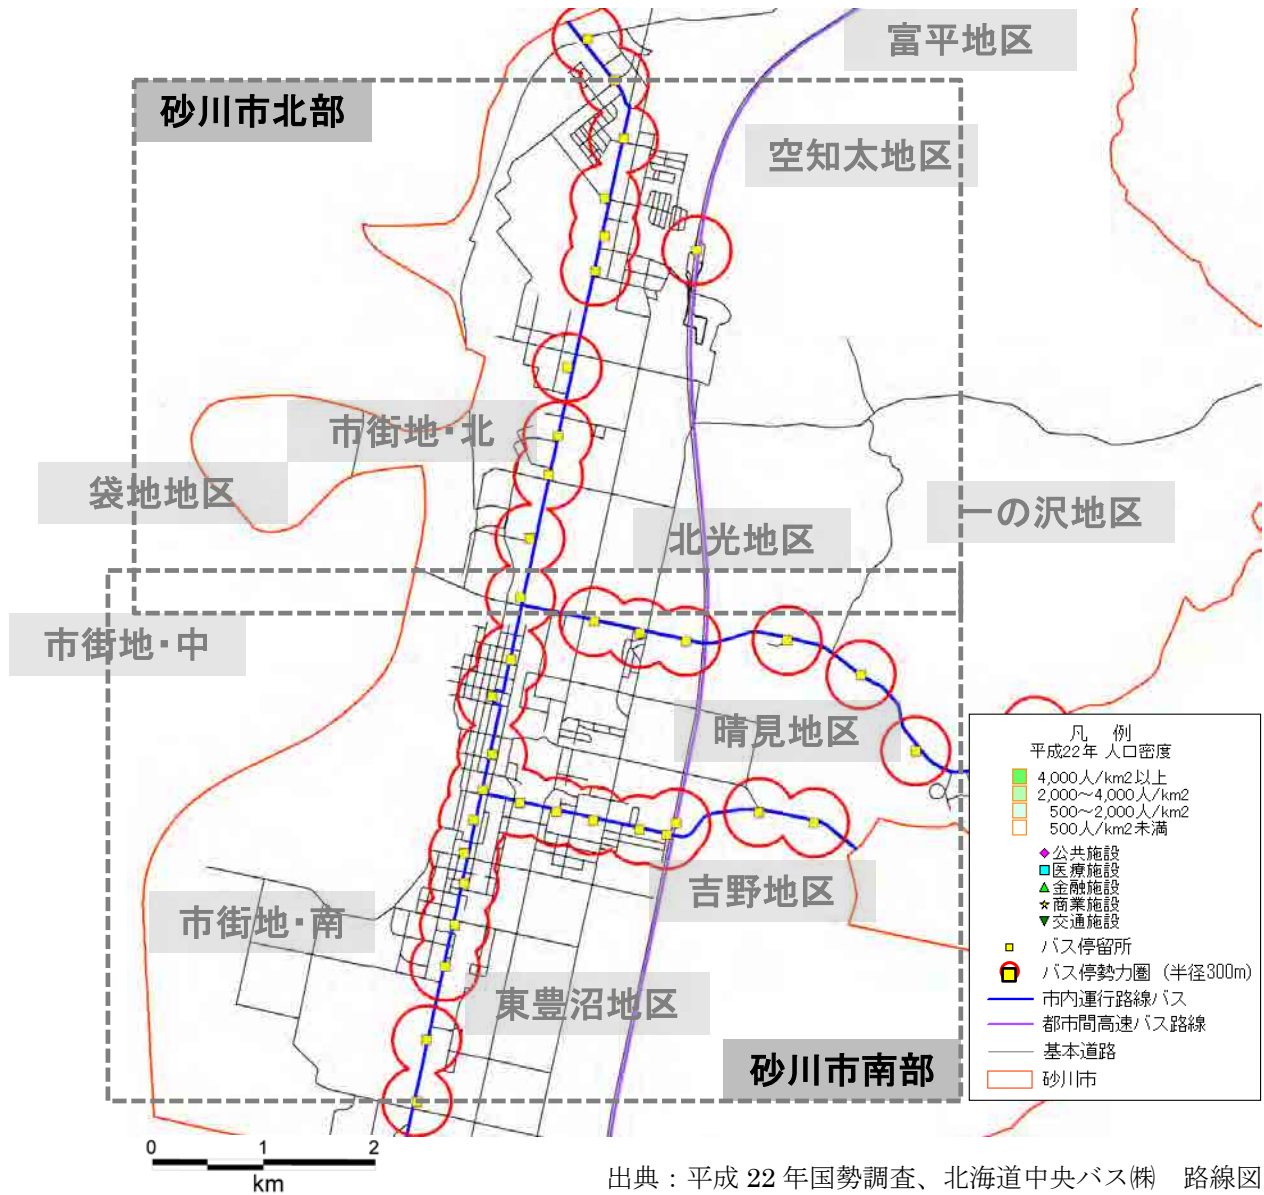 富平地区
砂川市北部
空知太地区
市街地・北
袋地地区
一の沢地区
北光地区
市街地・中
晴見地区
凡　例
平成22年 人口密度
4,000人/km2以上
2,000～4,000人/km2
500～2,000人/km2
500人/km2未満
公共施設
医療施設
金融施設
商業施設
交通施設
バス停留所
バス停勢力圏（半径300m）
市内運行路線バス
都市間高速バス路線
基本道路
砂川市
吉野地区
市街地・南
東豊沼地区
砂川市南部
0 1 2
km
出典：平成 22 年国勢調査、北海道中央バス㈱　路線図